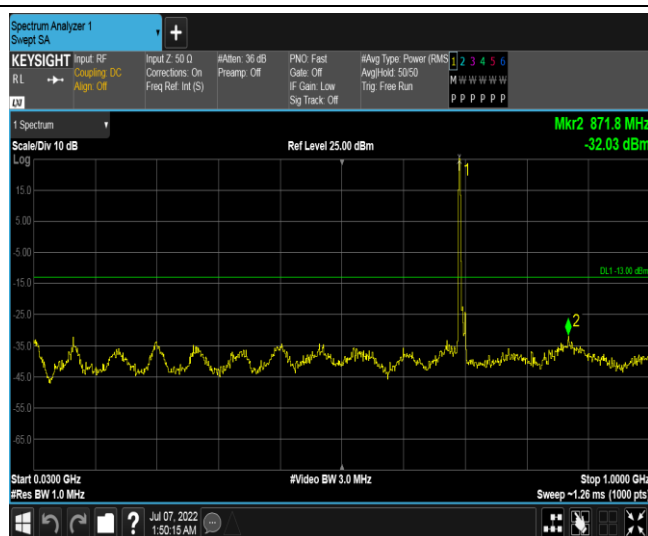 Spectrum Analyzer 1
Swept SA
+
KEYSIGHT
RL
Input: RF
Coupling: DC
Align: Off
Input Z: 50 Ω
Corrections: On
Freq Ref: Int (S)
#Atten: 36 dB
Preamp: Off
PNO: Fast
Gate: Off
IF Gain: Low
Sig Track: Off
#Avg Type: Power (RMS
Avg|Hold: 50/50
Trig: Free Run
1 2 3 4 5 6
M W W W W W
P P P P P P
LXI
1 Spectrum
Mkr2 871.8 MHz
Scale/Div 10 dB
Ref Level 25.00 dBm
-32.03 dBm
Log
1
15.0
5.00
-5.00
DL1 -13.00 dBm
-15.0
-25.0
2
-35.0
-45.0
-55.0
-65.0
Start 0.0300 GHz
#Video BW 3.0 MHz
Stop 1.0000 GHz
#Res BW 1.0 MHz
Sweep ~1.26 ms (1000 pts)
?
Jul 07, 2022
1:50:15 AM